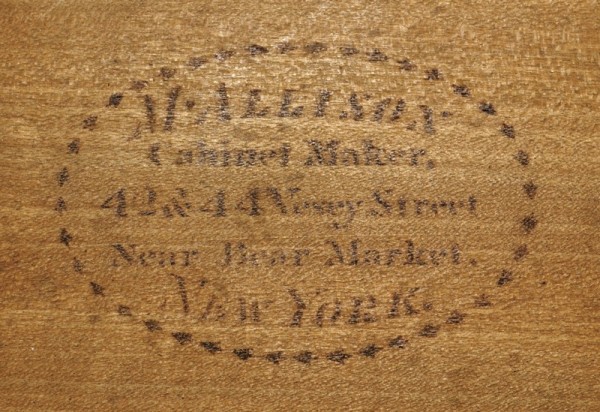 M. ALLISON
Cabinet Maker,
42 & 44 Vesey Street
Near Bear Market.
NEW YORK.